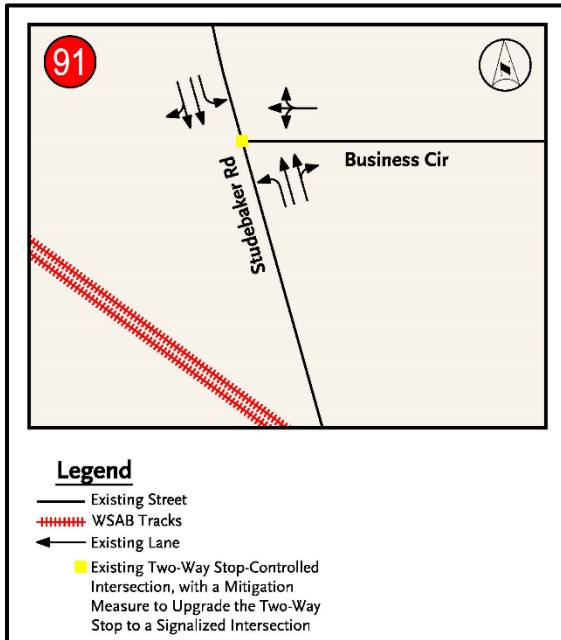 91
Business Cir
Studebaker Rd
Legend
Existing Street
WSAB Tracks
Existing Lane
Existing Two-Way Stop-Controlled
Intersection, with a Mitigation
Measure to Upgrade the Two-Way
Stop to a Signalized Intersection